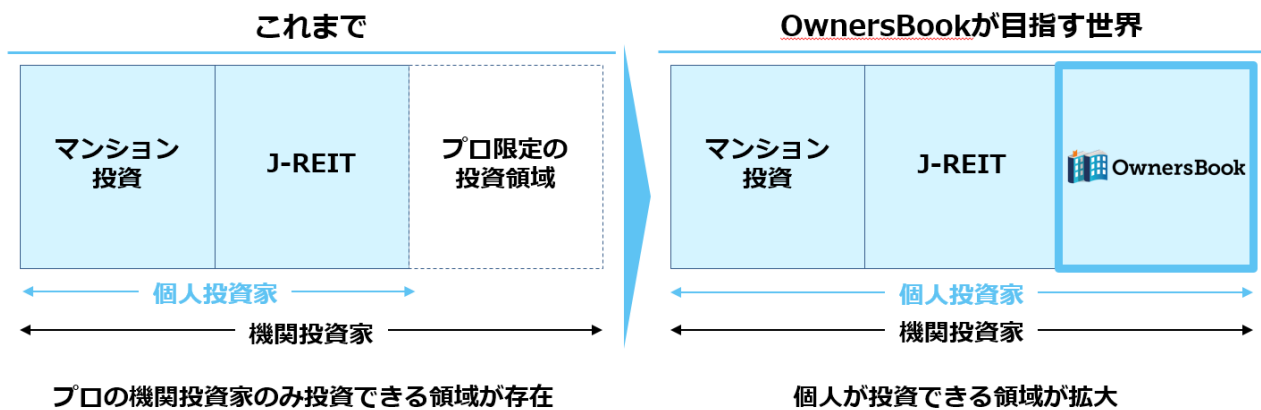 これまで
マンション
投資
J-REIT
プロ限定の
投資領域
個人投資家
機関投資家
プロの機関投資家のみ投資できる領域が存在
OwnersBookが目指す世界
マンション
投資
J-REIT
OwnersBook
個人投資家
機関投資家
個人が投資できる領域が拡大